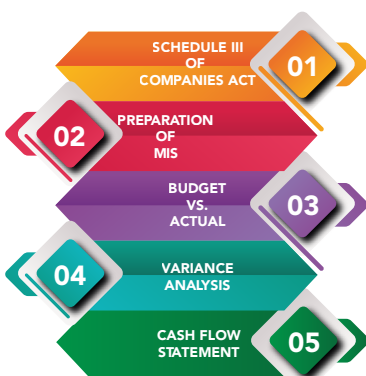 SCHEDULE III
OF
COMPANIES ACT
01
02
PREPARATION
OF
MIS
BUDGET
VS.
ACTUAL
03
04
VARIANCE
ANALYSIS
CASH FLOW
STATEMENT
05